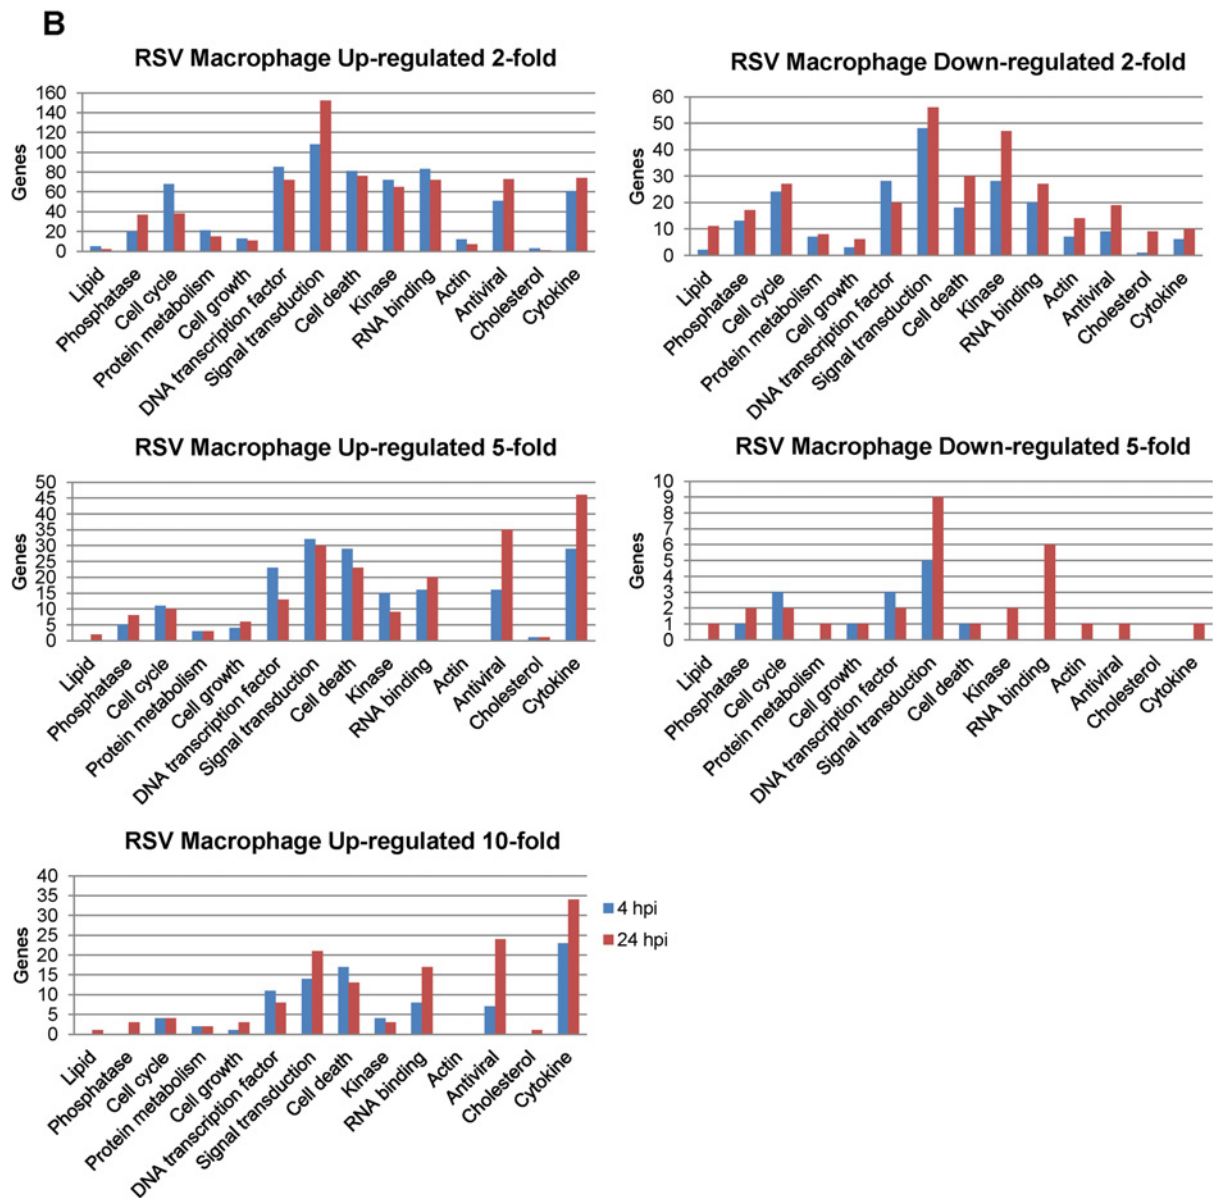 B
RSV Macrophage Up-regulated 2-fold
Genes
160
140
120
100
80
60
40
20
0
Lipid
Phosphatase
Cell cycle
Protein metabolism
Cell growth
DNA transcription factor
Signal transduction
Cell death
Kinase
RNA binding
Actin
Antiviral
Cholesterol
Cytokine
RSV Macrophage Down-regulated 2-fold
Genes
60
50
40
30
20
10
0
Lipid
Phosphatase
Cell cycle
Protein metabolism
Cell growth
DNA transcription factor
Signal transduction
Cell death
Kinase
RNA binding
Actin
Antiviral
Cholesterol
Cytokine
RSV Macrophage Up-regulated 5-fold
Genes
50
45
40
35
30
25
20
15
10
5
0
Lipid
Phosphatase
Cell cycle
Protein metabolism
Cell growth
DNA transcription factor
Signal transduction
Cell death
Kinase
RNA binding
Actin
Antiviral
Cholesterol
Cytokine
RSV Macrophage Down-regulated 5-fold
Genes
10
9
8
7
6
5
4
3
2
1
0
Lipid
Phosphatase
Cell cycle
Protein metabolism
Cell growth
DNA transcription factor
Signal transduction
Cell death
Kinase
RNA binding
Actin
Antiviral
Cholesterol
Cytokine
RSV Macrophage Up-regulated 10-fold
Genes
40
35
30
25
20
15
10
5
0
Lipid
Phosphatase
Cell cycle
Protein metabolism
Cell growth
DNA transcription factor
Signal transduction
Cell death
Kinase
RNA binding
Actin
Antiviral
Cholesterol
Cytokine
4 hpi
24 hpi